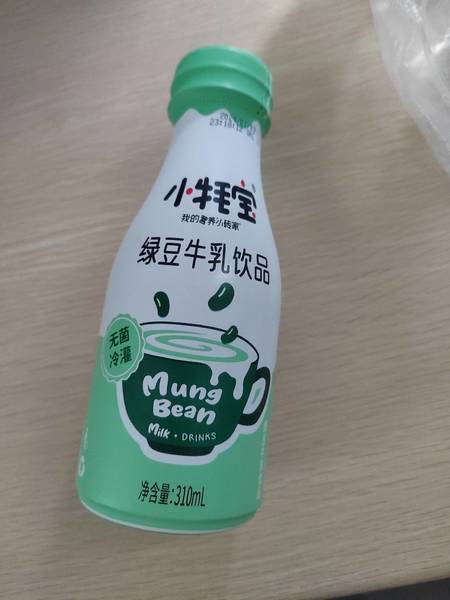 小牦宝
我的营养小砖家
绿豆牛乳饮品
无菌
冷灌
Mung
Bean
Milk • DRINKS
净含量:310mL